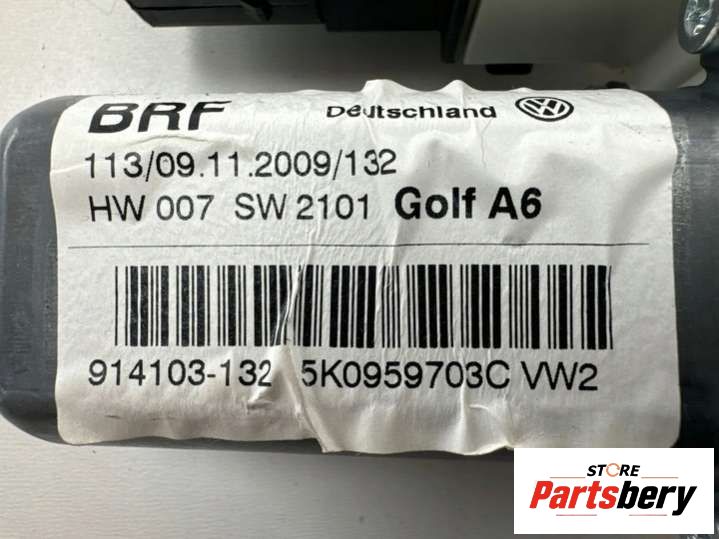 BRF Deutschland VW
113/09.11.2009/132
HW 007 SW 2101 Golf A6
914103-132 5K0959703C VW2
STORE
Partsbery